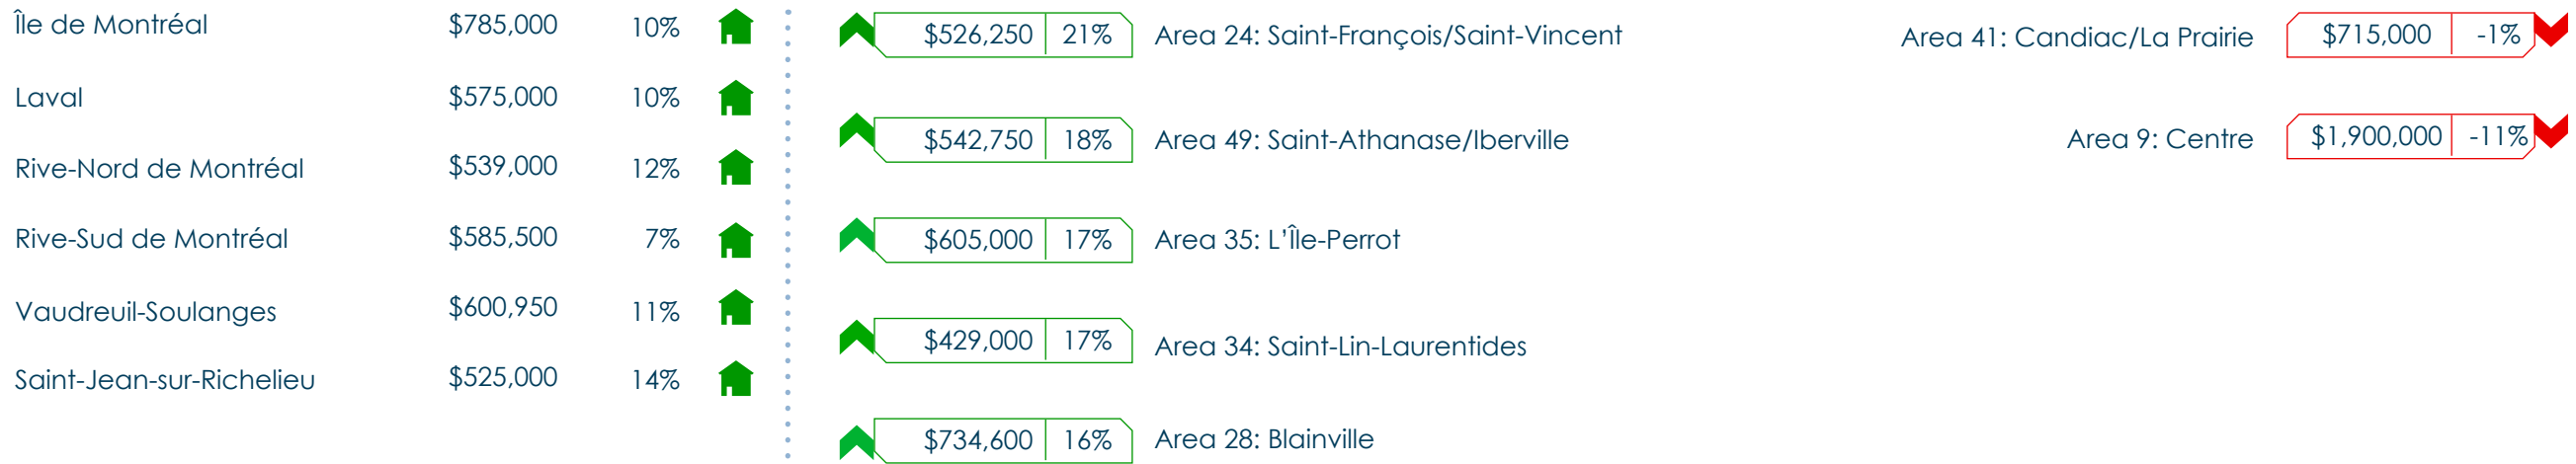 Île de Montréal $785,000 10%
Laval $575,000 10%
Rive-Nord de Montréal $539,000 12%
Rive-Sud de Montréal $585,500 7%
Vaudreuil-Soulanges $600,950 11%
Saint-Jean-sur-Richelieu $525,000 14%
$526,250 21% Area 24: Saint-François/Saint-Vincent
$542,750 18% Area 49: Saint-Athanase/Iberville
$605,000 17% Area 35: L’Île-Perrot
$429,000 17% Area 34: Saint-Lin-Laurentides
$734,600 16% Area 28: Blainville
Area 41: Candiac/La Prairie $715,000 -1%
Area 9: Centre $1,900,000 -11%